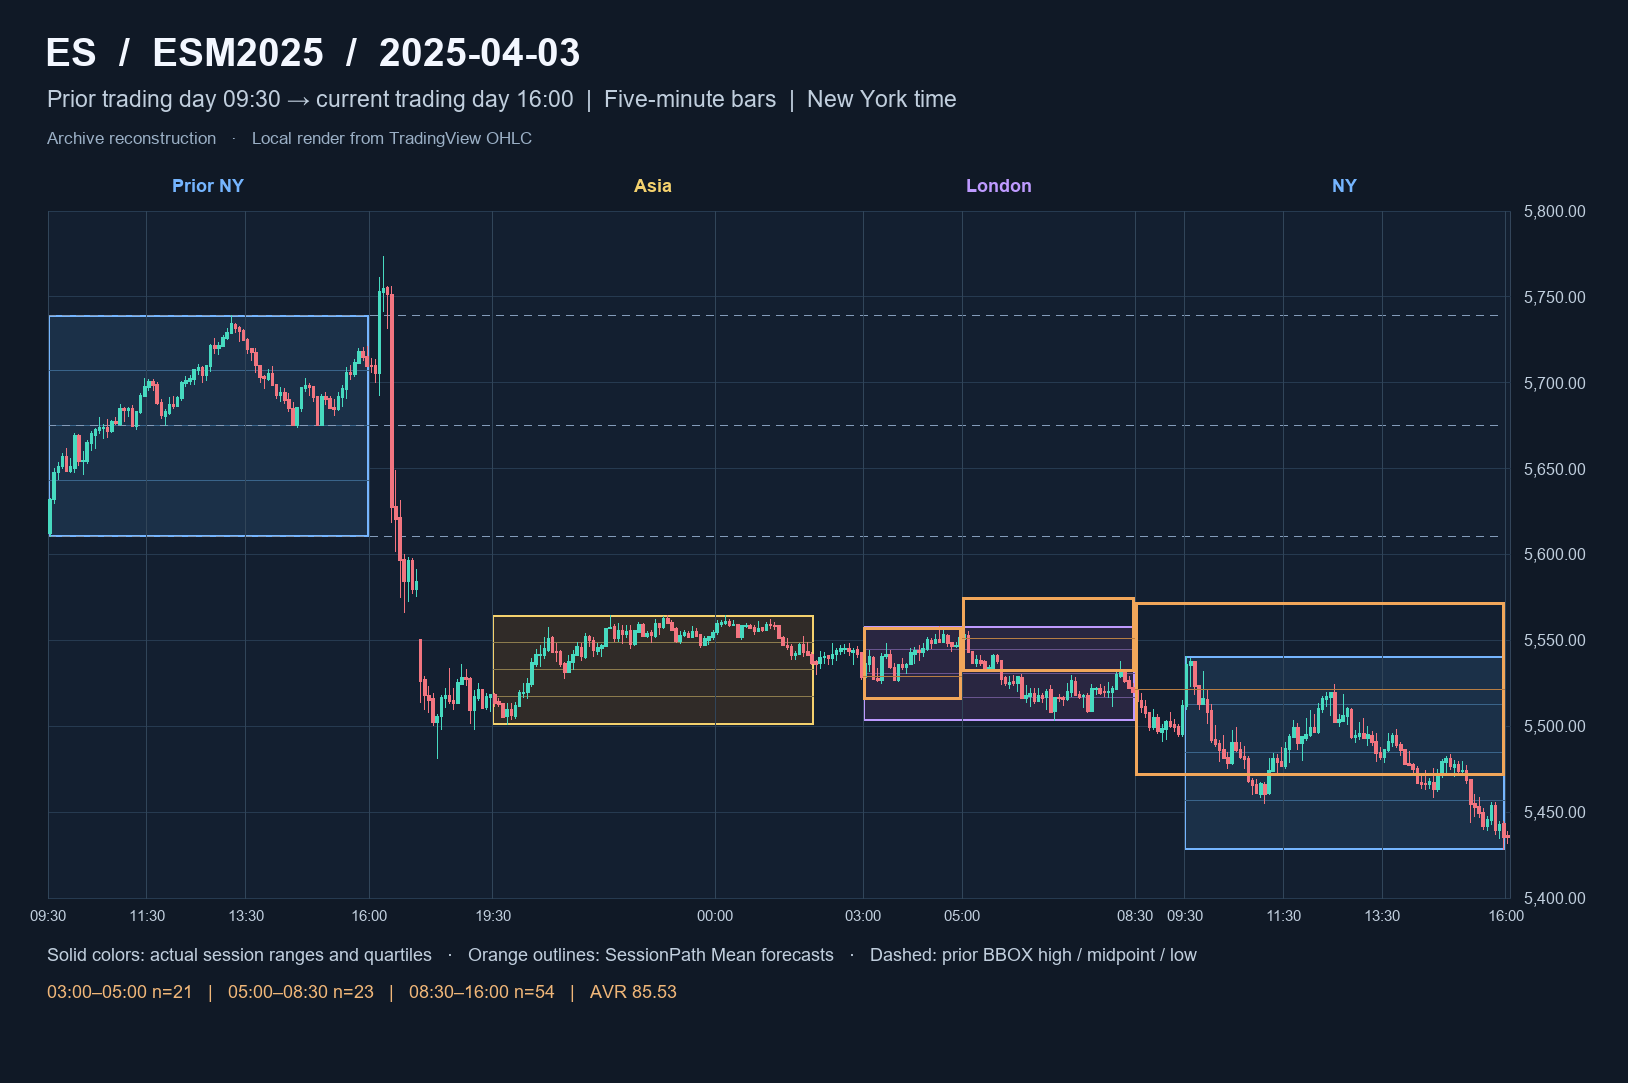 ES / ESM2025 / 2025-04-03
Prior trading day 09:30 → current trading day 16:00 | Five-minute bars | New York time
Archive reconstruction · Local render from TradingView OHLC
Prior NY Asia London NY
5,800.00
5,750.00
5,700.00
5,650.00
5,600.00
5,550.00
5,500.00
5,450.00
5,400.00
09:30 11:30 13:30 16:00 19:30 00:00 03:00 05:00 08:30 09:30 11:30 13:30 16:00
Solid colors: actual session ranges and quartiles · Orange outlines: SessionPath Mean forecasts · Dashed: prior BBOX high / midpoint / low
03:00–05:00 n=21 | 05:00–08:30 n=23 | 08:30–16:00 n=54 | AVR 85.53